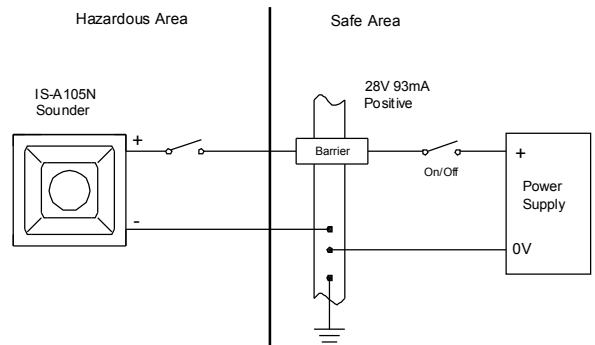 Hazardous Area
Safe Area
IS-A105N
Sounder
28V 93mA
Positive
+
-
Barrier
On/Off
+
Power
Supply
0V